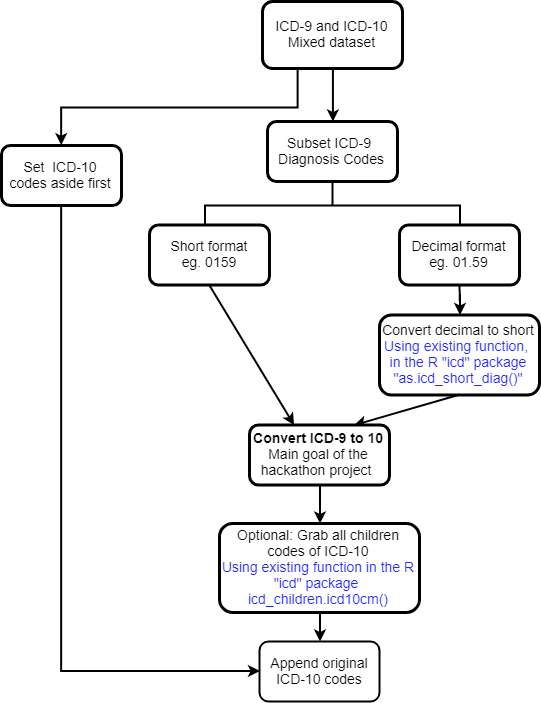 ICD-9 and ICD-10
Mixed dataset
Subset ICD-9
Diagnosis Codes
Set ICD-10
codes aside first
Short format
eg. 0159
Decimal format
eg. 01.59
Convert decimal to short
Using existing function,
in the R "icd" package
"as.icd_short_diag()"
Convert ICD-9 to 10
Main goal of the
hackathon project
Optional: Grab all children
codes of ICD-10
Using existing function in the R
"icd" package
icd_children.icd10cm()
Append original
ICD-10 codes